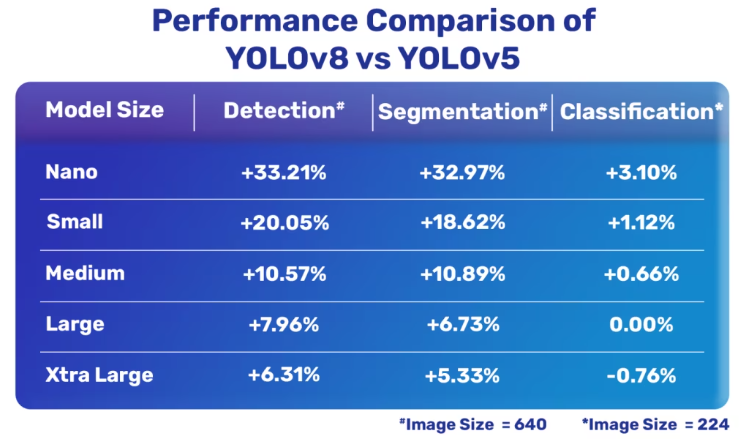 Performance Comparison of
YOLOv8 vs YOLOv5
Model Size Detection# Segmentation# Classification*
Nano +33.21% +32.97% +3.10%
Small +20.05% +18.62% +1.12%
Medium +10.57% +10.89% +0.66%
Large +7.96% +6.73% 0.00%
Xtra Large +6.31% +5.33% -0.76%
#Image Size = 640 *Image Size = 224